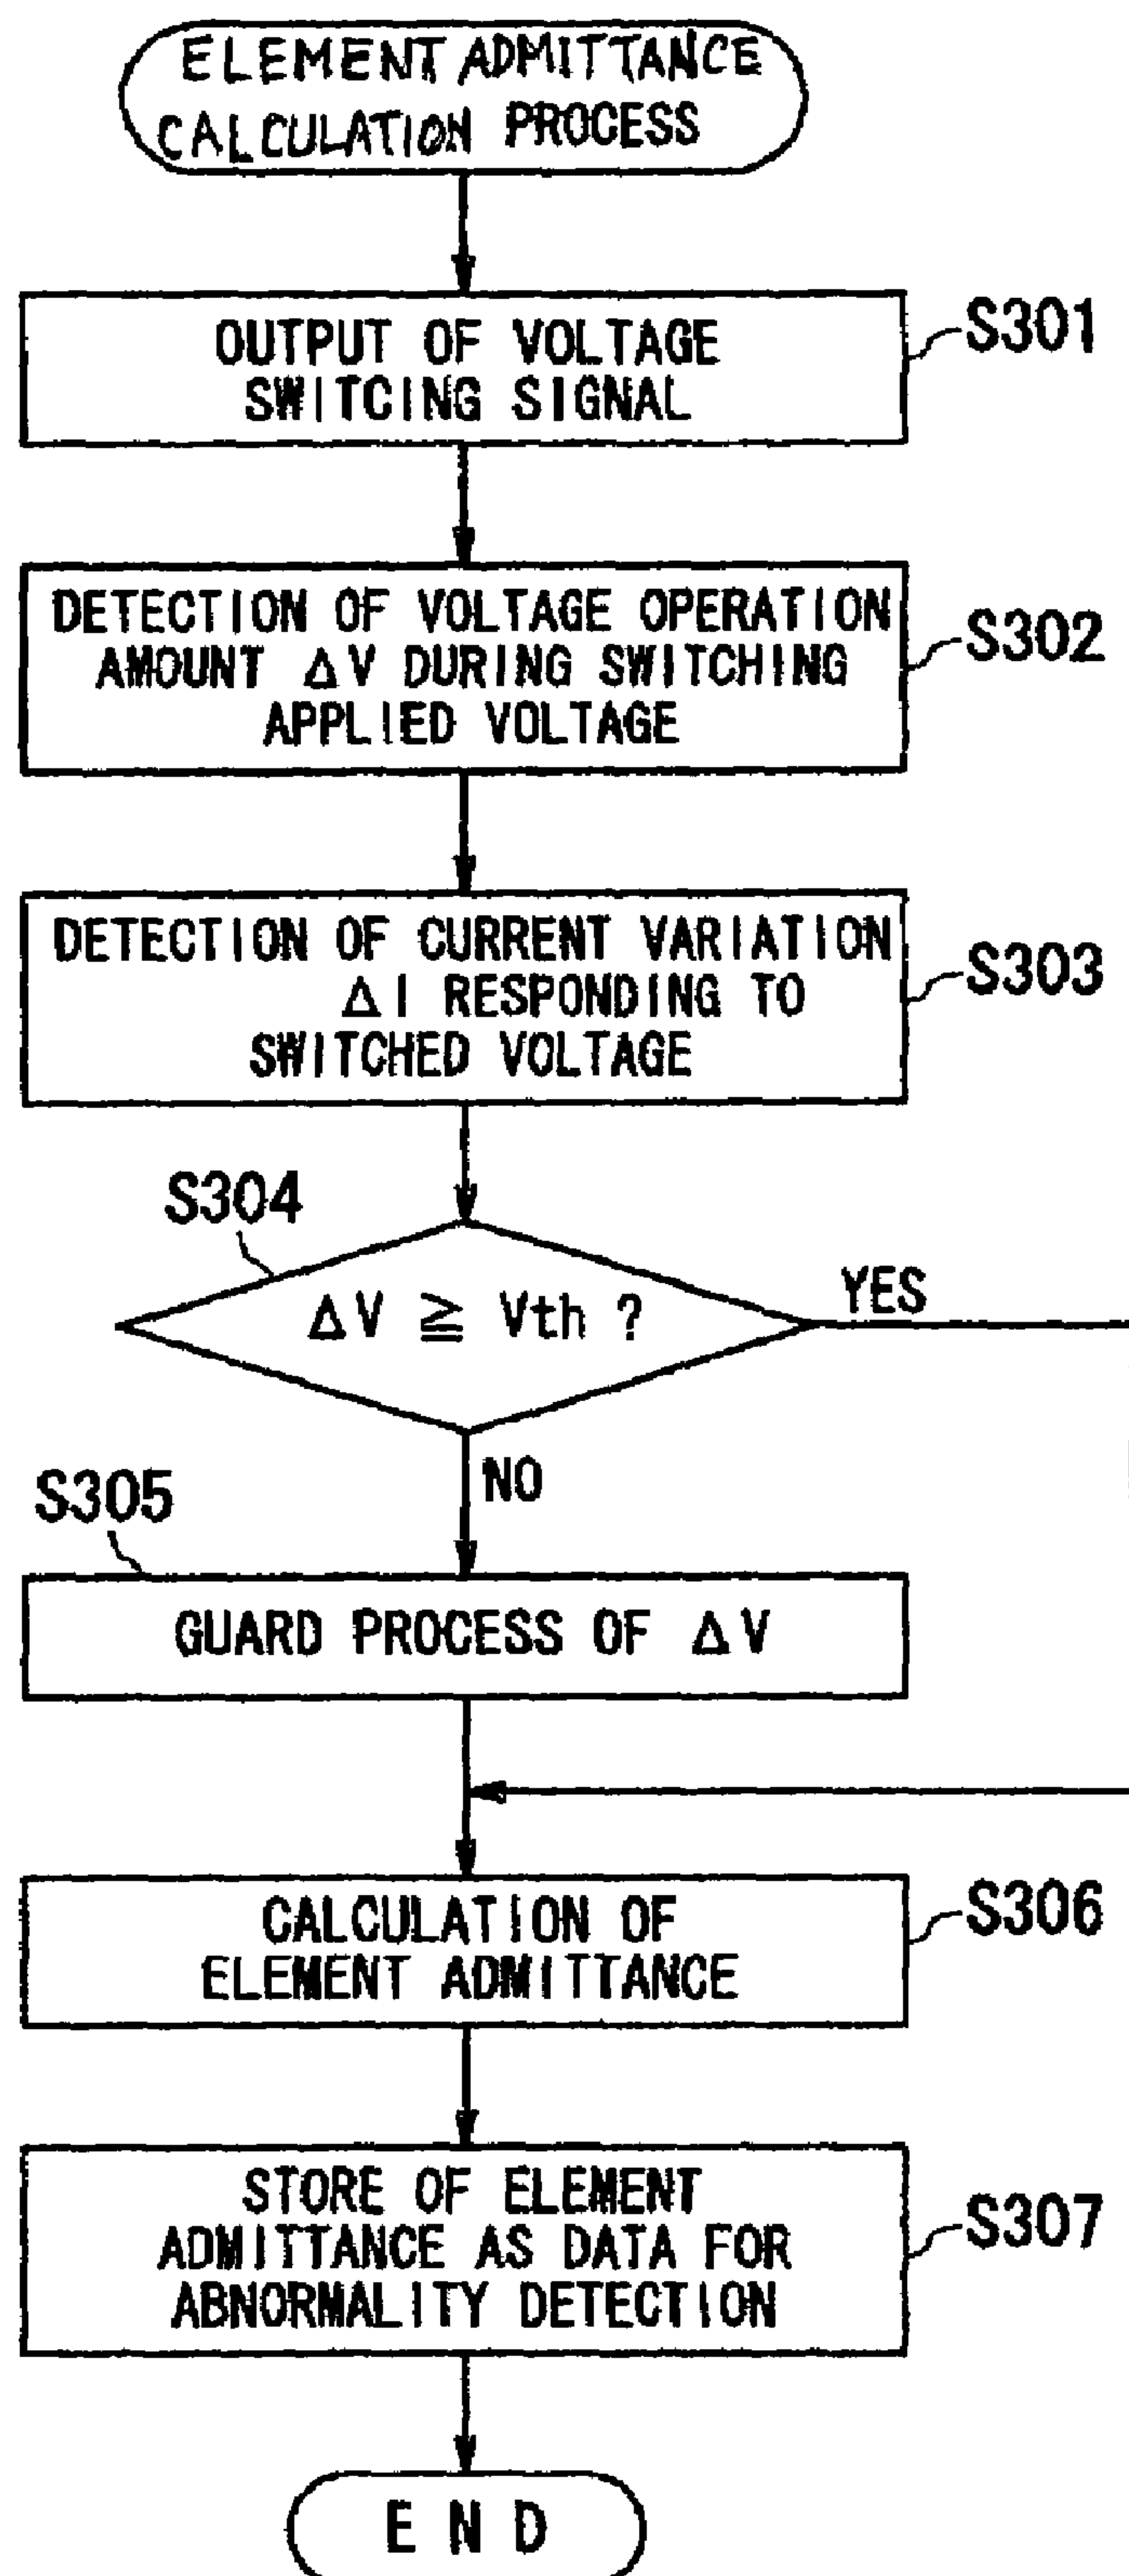 ELEMENT ADMITTANCE
CALCULATION PROCESS
OUTPUT OF VOLTAGE
SWITCING SIGNAL
S301
DETECTION OF VOLTAGE OPERATION
AMOUNT ΔV DURING SWITCHING
APPLIED VOLTAGE
S302
DETECTION OF CURRENT VARIATION
ΔI RESPONDING TO
SWITCHED VOLTAGE
S303
S304
ΔV ≧ Vth ?
YES
NO
S305
GUARD PROCESS OF ΔV
CALCULATION OF
ELEMENT ADMITTANCE
S306
STORE OF ELEMENT
ADMITTANCE AS DATA FOR
ABNORMALITY DETECTION
S307
END